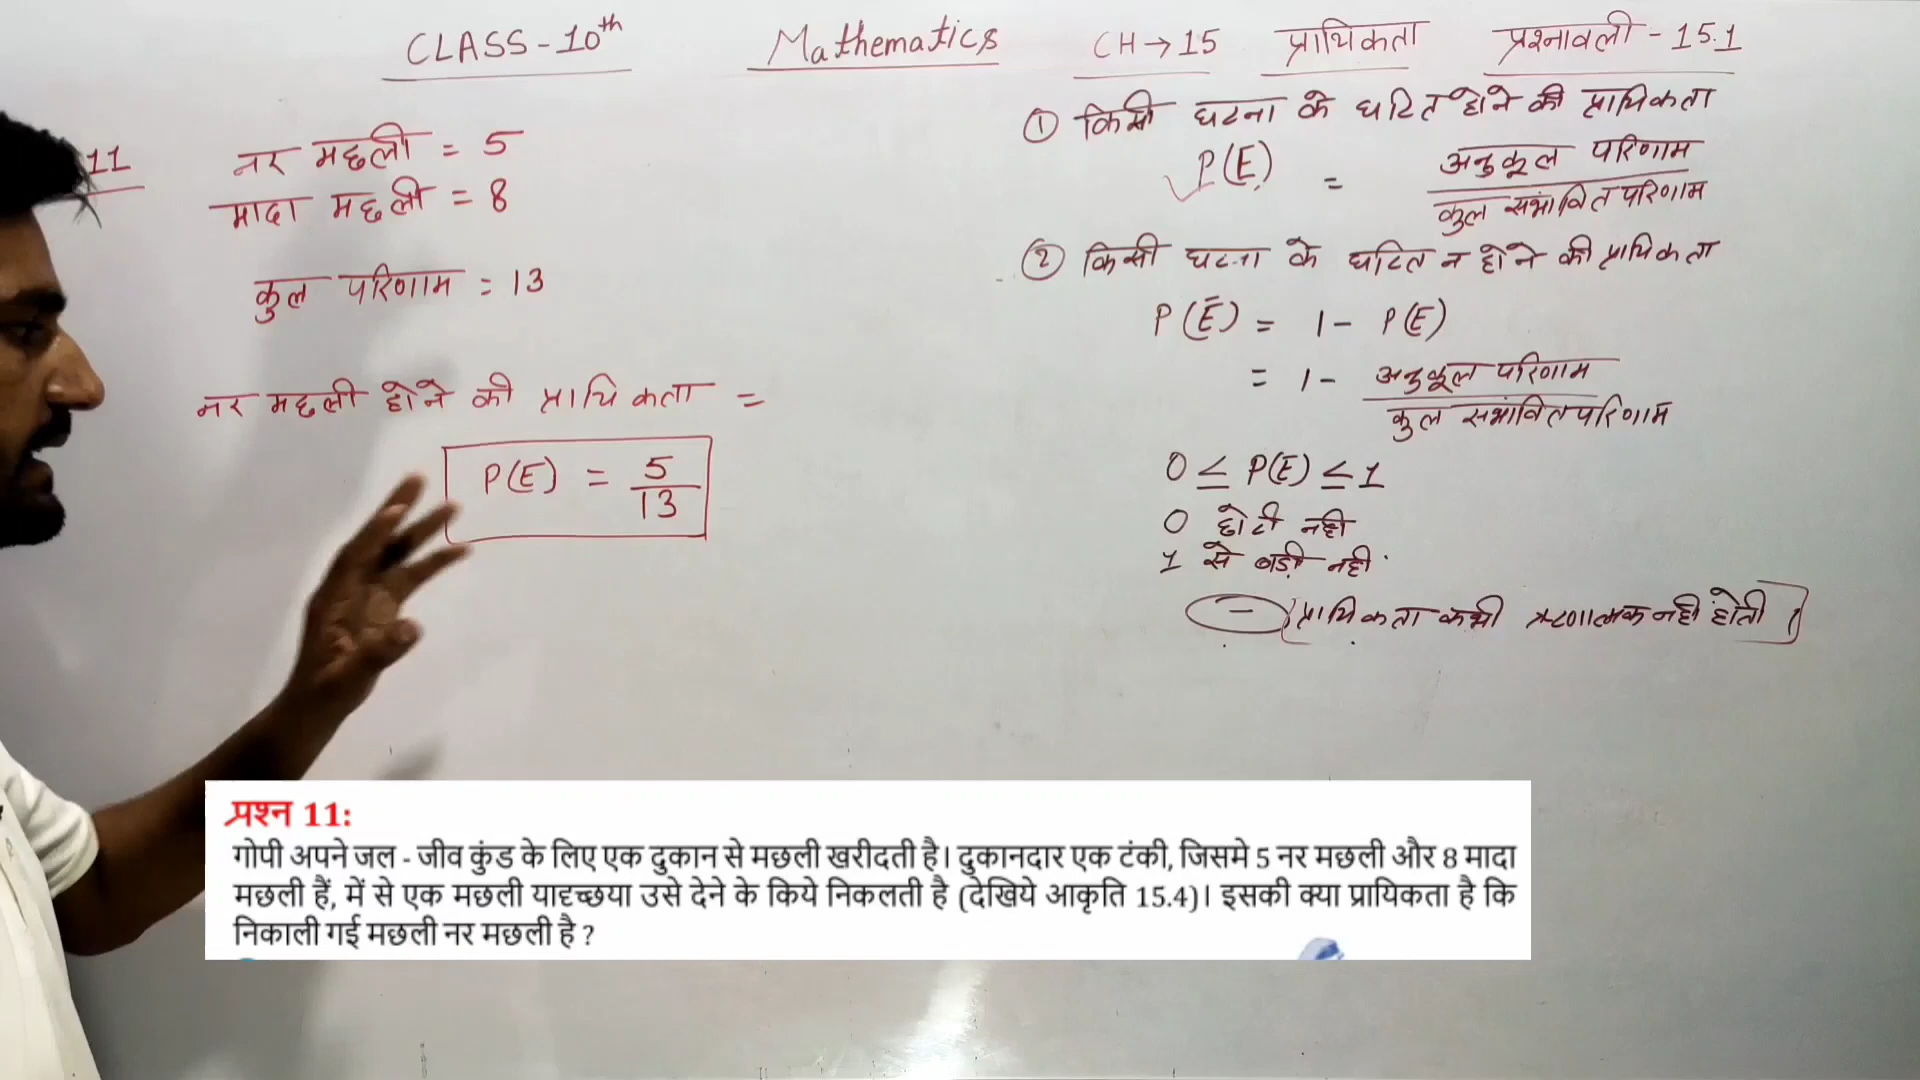 CLASS-10th Mathematics CH→15 प्रायिकता प्रश्नावली-15.1
11
नर मछली = 5
मादा मछली = 8
कुल परिणाम = 13
नर मछली होने की प्रायिकता =
P(E) = 5/13
① किसी घटना के घटित होने की प्रायिकता
P(E) = अनुकूल परिणाम / कुल संभावित परिणाम
② किसी घटना के घटित न होने की प्रायिकता
P(Ē) = 1 - P(E)
= 1 - अनुकूल परिणाम / कुल संभावित परिणाम
0 ≤ P(E) ≤ 1
0 छोटी नही
1 से बड़ी नही
- प्रायिकता कभी ऋणात्मक नही होती
प्रश्न 11:
गोपी अपने जल - जीव कुंड के लिए एक दुकान से मछली खरीदती है। दुकानदार एक टंकी, जिसमे 5 नर मछली और 8 मादा
मछली हैं, में से एक मछली यादृच्छया उसे देने के किये निकलती है (देखिये आकृति 15.4)। इसकी क्या प्रायिकता है कि
निकाली गई मछली नर मछली है ?